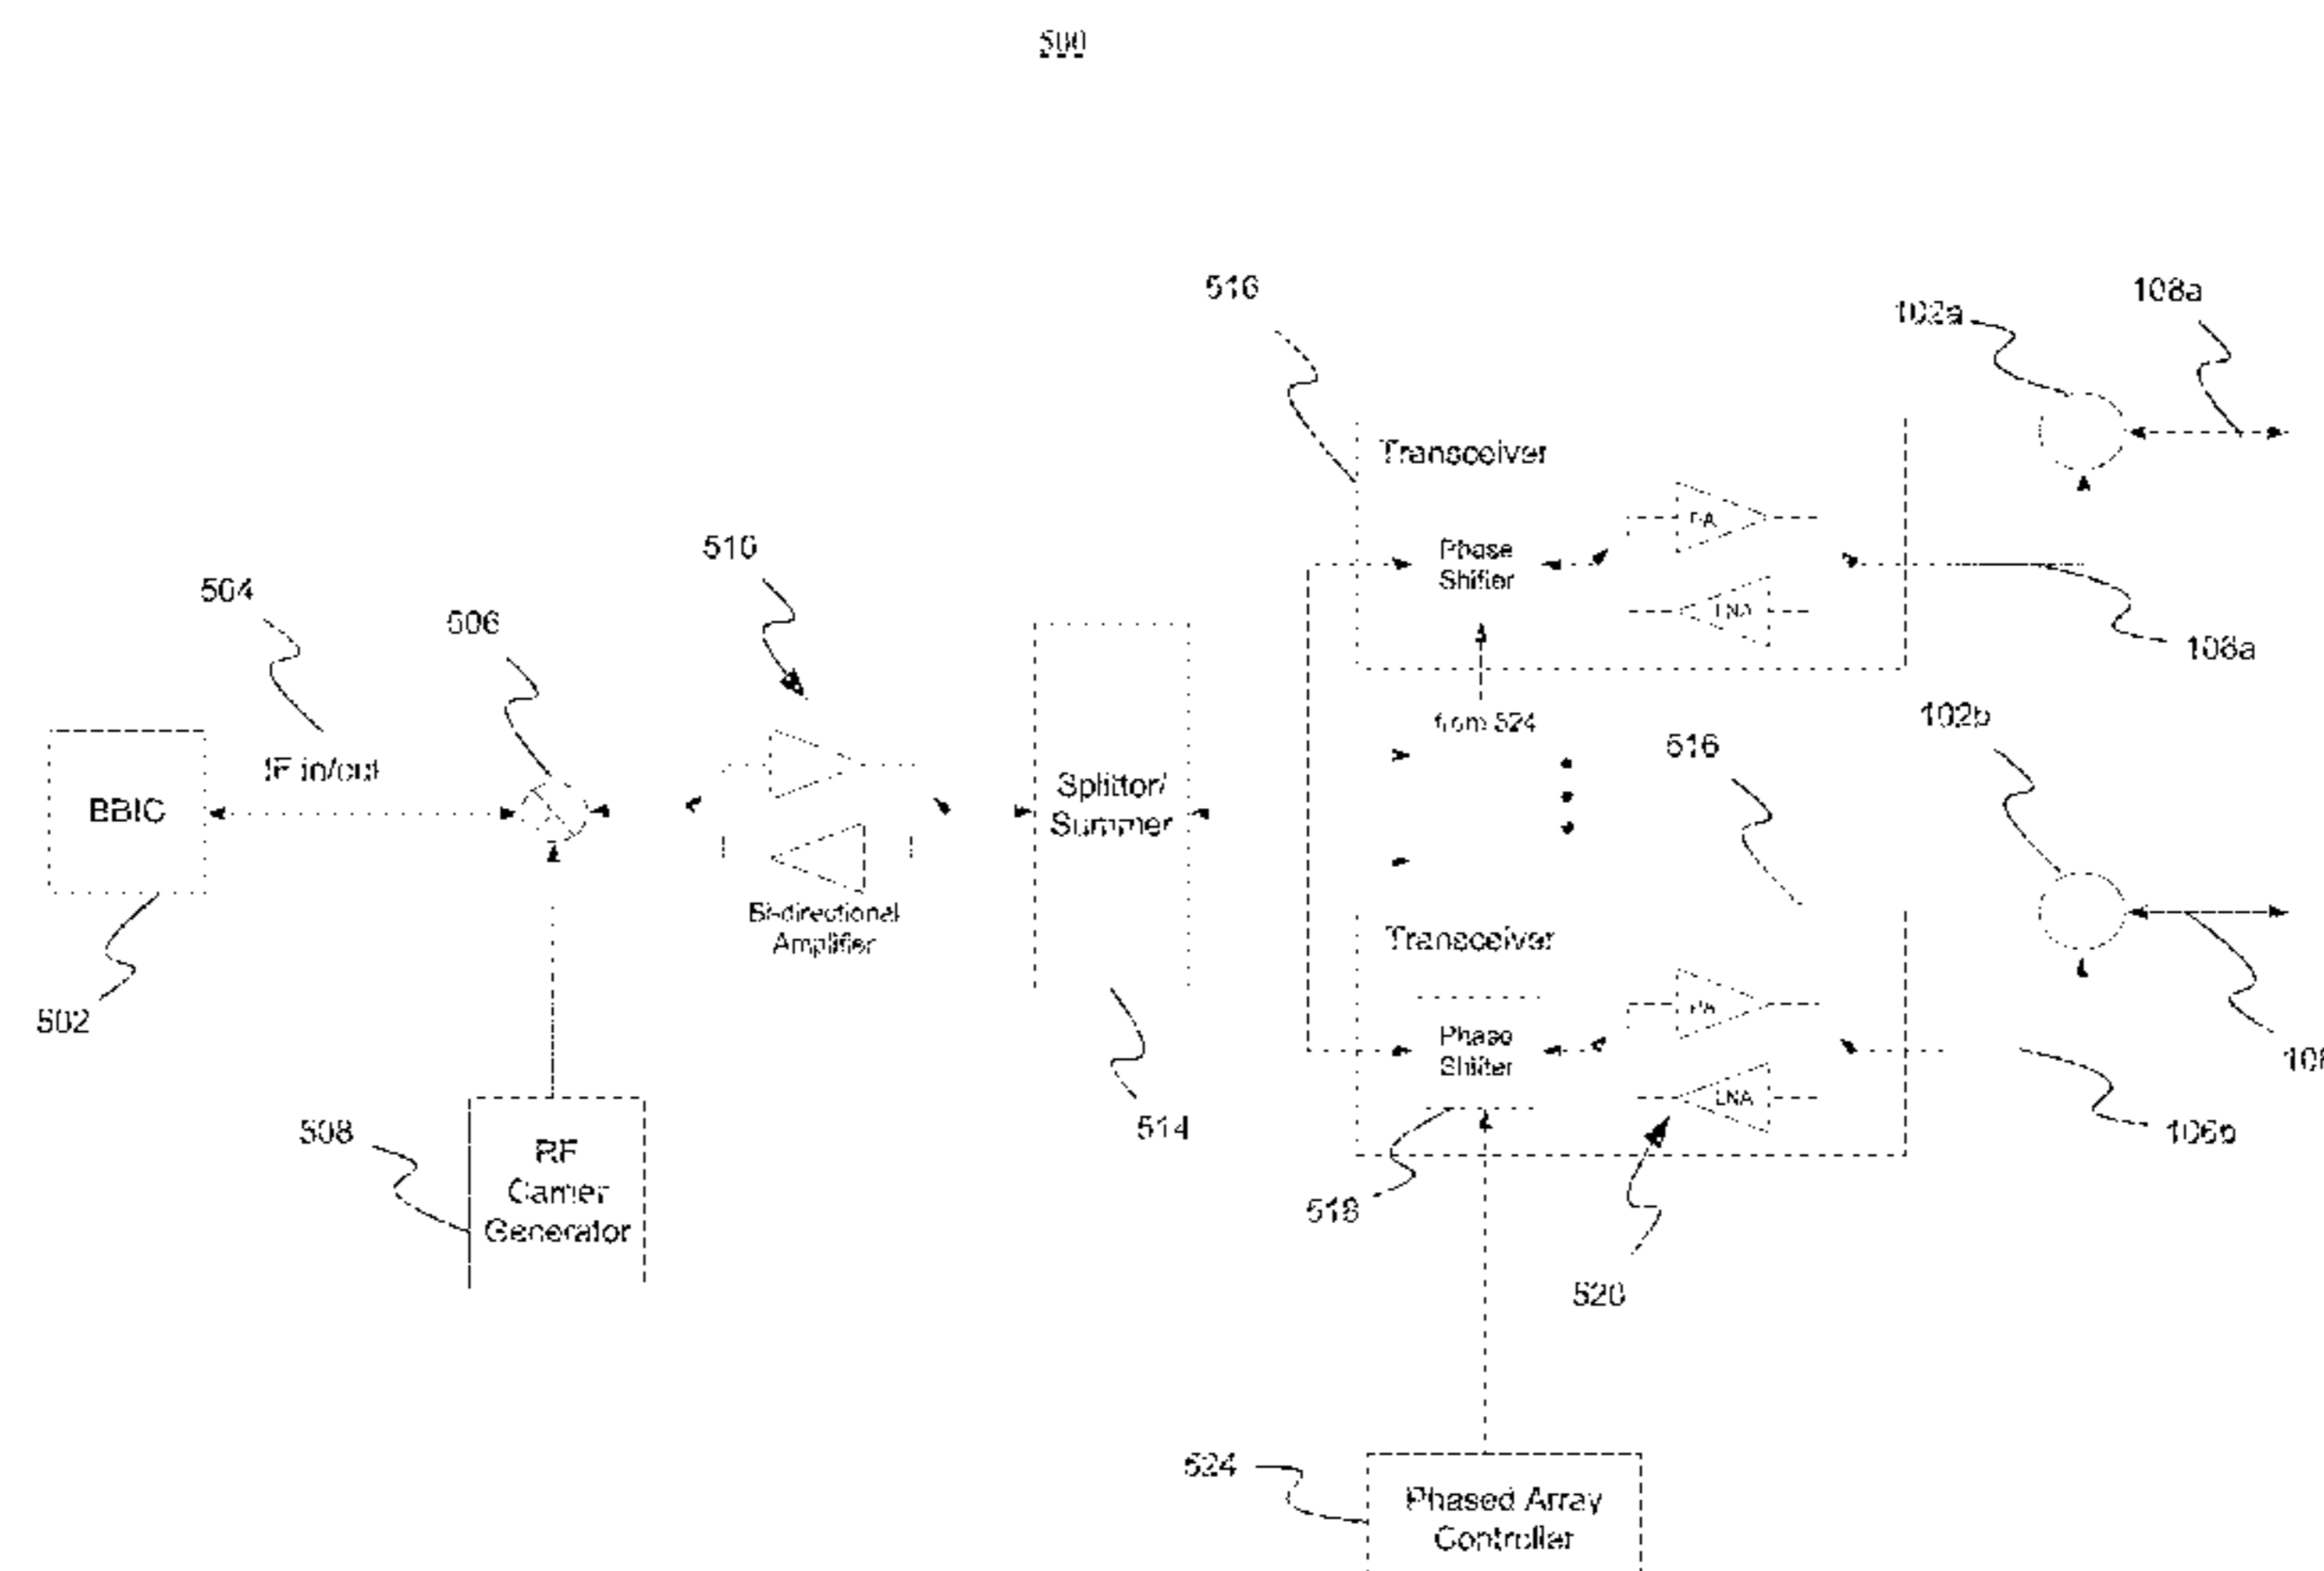 500
516
108a
102a
Transceiver
PA
Phase
Shifter
LNA
108a
from 524
510
504
506
IF in/out
BBIC
Splitter/
Summer
Bi-directional
Amplifier
502
514
508
RF
Carrier
Generator
516
102b
Transceiver
PA
Phase
Shifter
LNA
106b
518
520
524
Phased Array
Controller